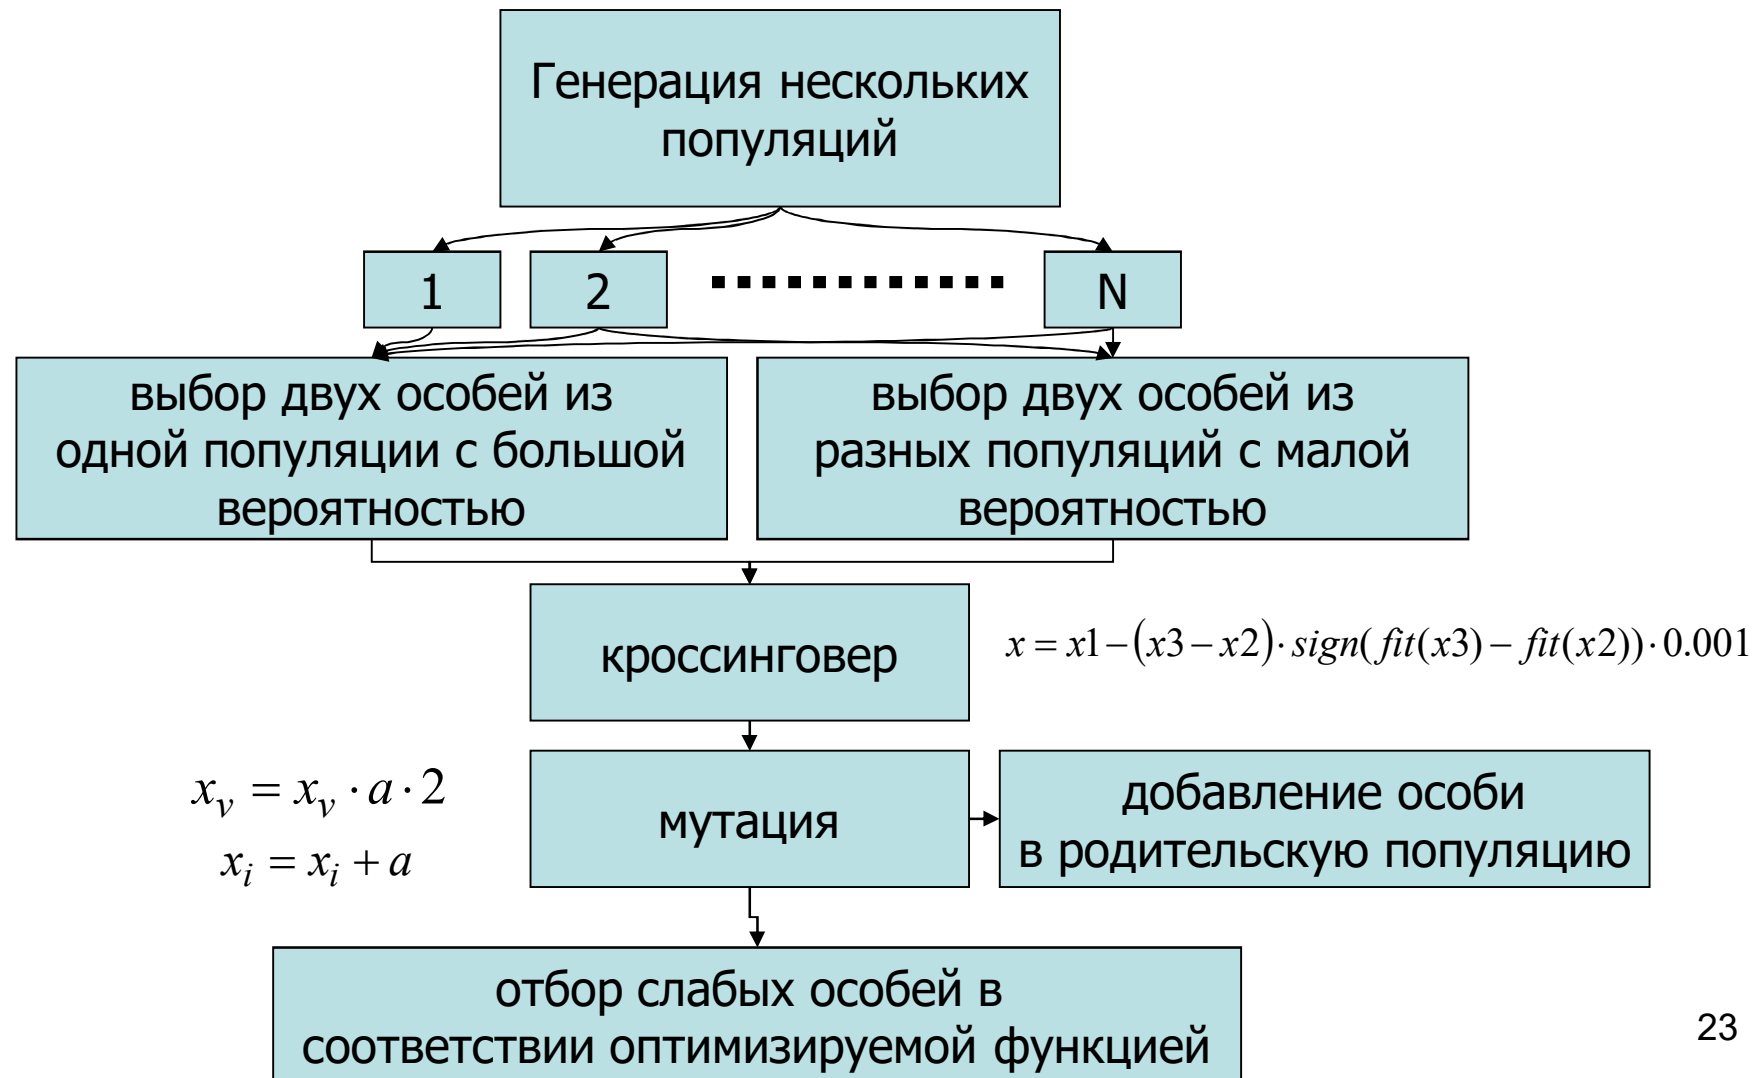 Генерация нескольких
популяций
1
2
N
выбор двух особей из
одной популяции с большой
вероятностью
выбор двух особей из
разных популяций с малой
вероятностью
кроссинговер
x = x1 − (x3 − x2) · sign( fit(x3) − fit(x2)) · 0.001
x_v = x_v · a · 2
x_i = x_i + a
мутация
добавление особи
в родительскую популяцию
отбор слабых особей в
соответствии оптимизируемой функцией
23